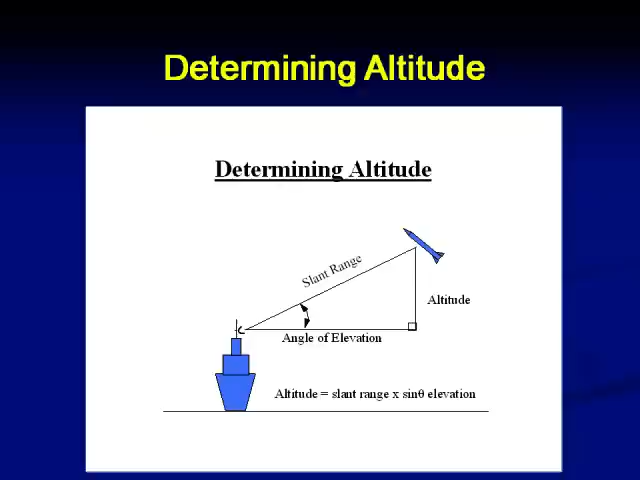 Determining Altitude
Determining Altitude
Slant Range
Altitude
Angle of Elevation
Altitude = slant range x sinθ elevation